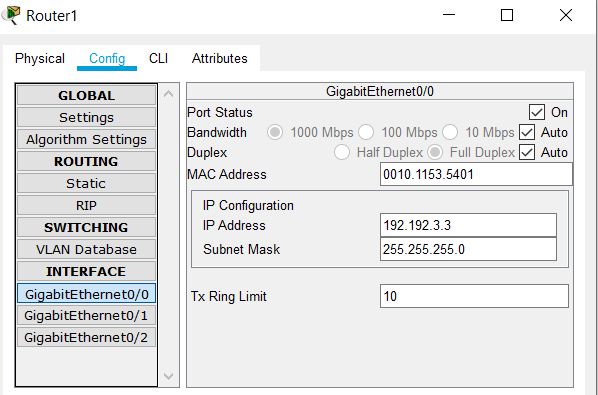 Router1
Physical Config CLI Attributes
GLOBAL
Settings
Algorithm Settings
ROUTING
Static
RIP
SWITCHING
VLAN Database
INTERFACE
GigabitEthernet0/0
GigabitEthernet0/1
GigabitEthernet0/2
GigabitEthernet0/0
Port Status On
Bandwidth 1000 Mbps 100 Mbps 10 Mbps Auto
Duplex Half Duplex Full Duplex Auto
MAC Address 0010.1153.5401
IP Configuration
IP Address 192.192.3.3
Subnet Mask 255.255.255.0
Tx Ring Limit 10